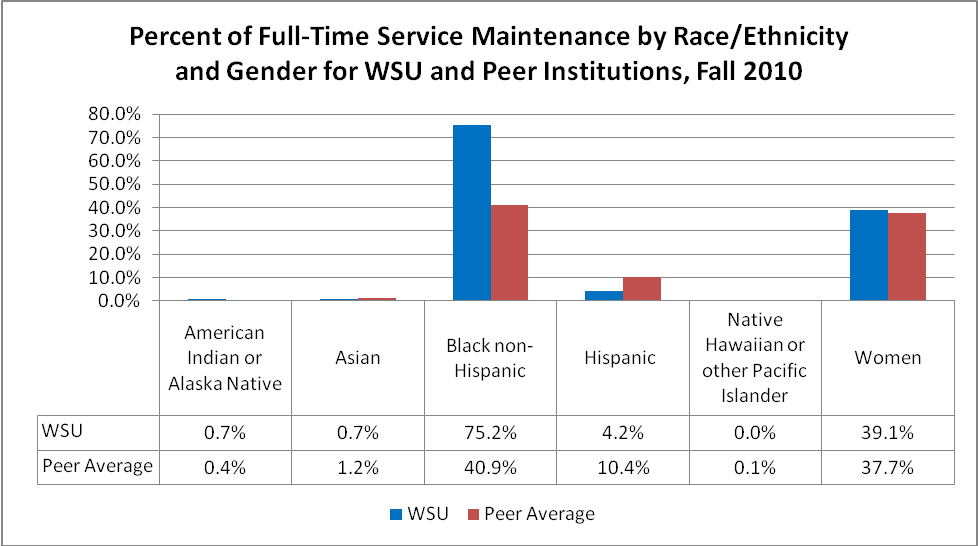 Percent of Full-Time Service Maintenance by Race/Ethnicity
and Gender for WSU and Peer Institutions, Fall 2010
80.0%
70.0%
60.0%
50.0%
40.0%
30.0%
20.0%
10.0%
0.0%
American
Indian or
Alaska Native
Asian
Black non-
Hispanic
Hispanic
Native
Hawaiian or
other Pacific
Islander
Women
WSU 0.7% 0.7% 75.2% 4.2% 0.0% 39.1%
Peer Average 0.4% 1.2% 40.9% 10.4% 0.1% 37.7%
WSU Peer Average